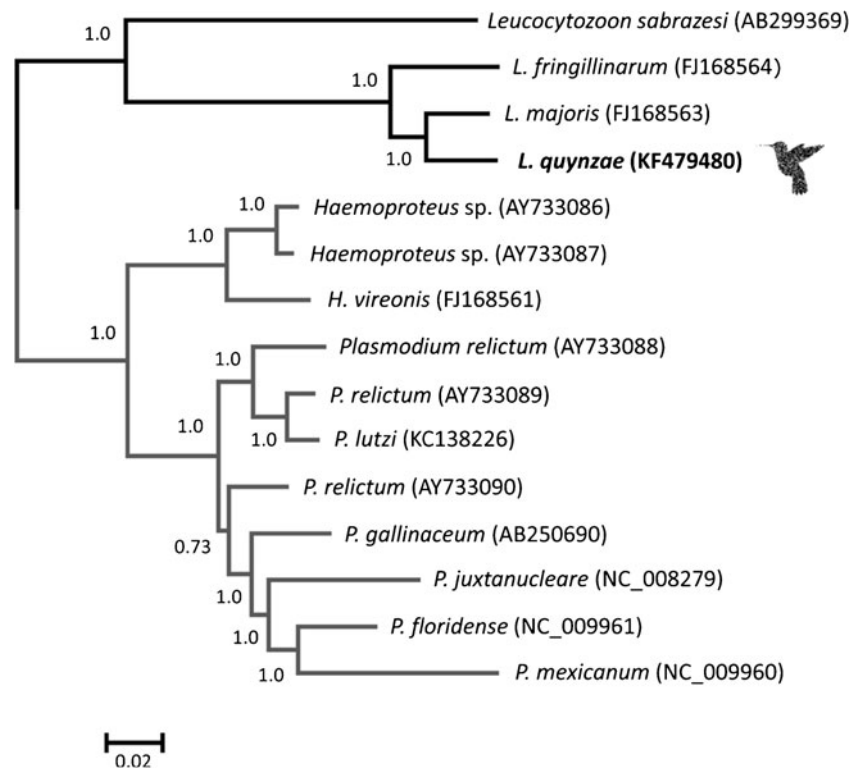 1.0
Leucocytozoon sabrazesi (AB299369)
1.0
L. fringillinarum (FJ168564)
L. majoris (FJ168563)
1.0
L. quynzae (KF479480)
1.0
Haemoproteus sp. (AY733086)
1.0
Haemoproteus sp. (AY733087)
H. vireonis (FJ168561)
1.0
1.0
Plasmodium relictum (AY733088)
P. relictum (AY733089)
1.0
1.0
P. lutzi (KC138226)
P. relictum (AY733090)
0.73
P. gallinaceum (AB250690)
1.0
P. juxtanucleare (NC_008279)
1.0
P. floridense (NC_009961)
1.0
P. mexicanum (NC_009960)
0.02